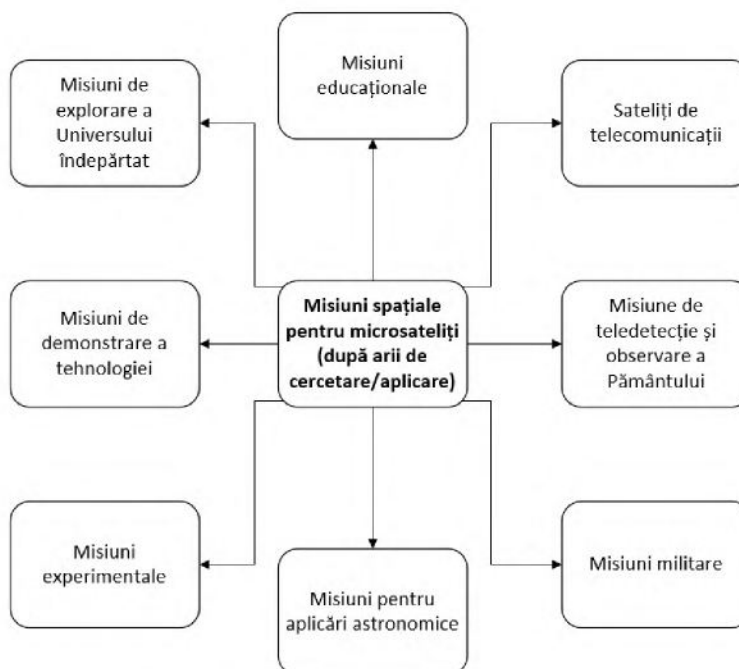 Misiuni
educaționale
Misiuni de
explorare a
Universului
îndepărtat
Sateliți de
telecomunicații
Misiuni de
demonstrare a
tehnologiei
Misiuni spațiale
pentru microsateliți
(după arii de
cercetare/aplicare)
Misiune de
teledetecție și
observare a
Pământului
Misiuni
experimentale
Misiuni pentru
aplicări astronomice
Misiuni militare